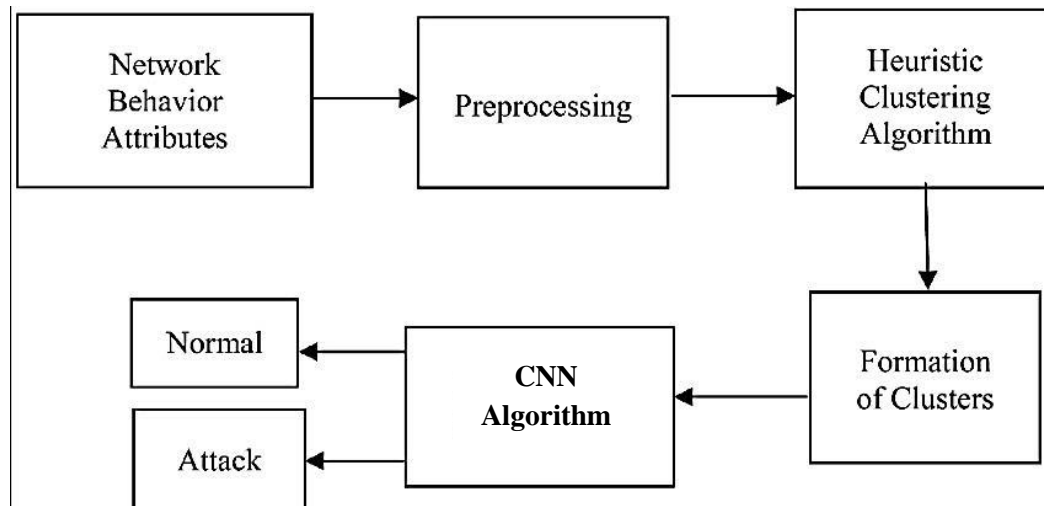 Network
Behavior
Attributes
Preprocessing
Heuristic
Clustering
Algorithm
Formation
of Clusters
CNN
Algorithm
Normal
Attack